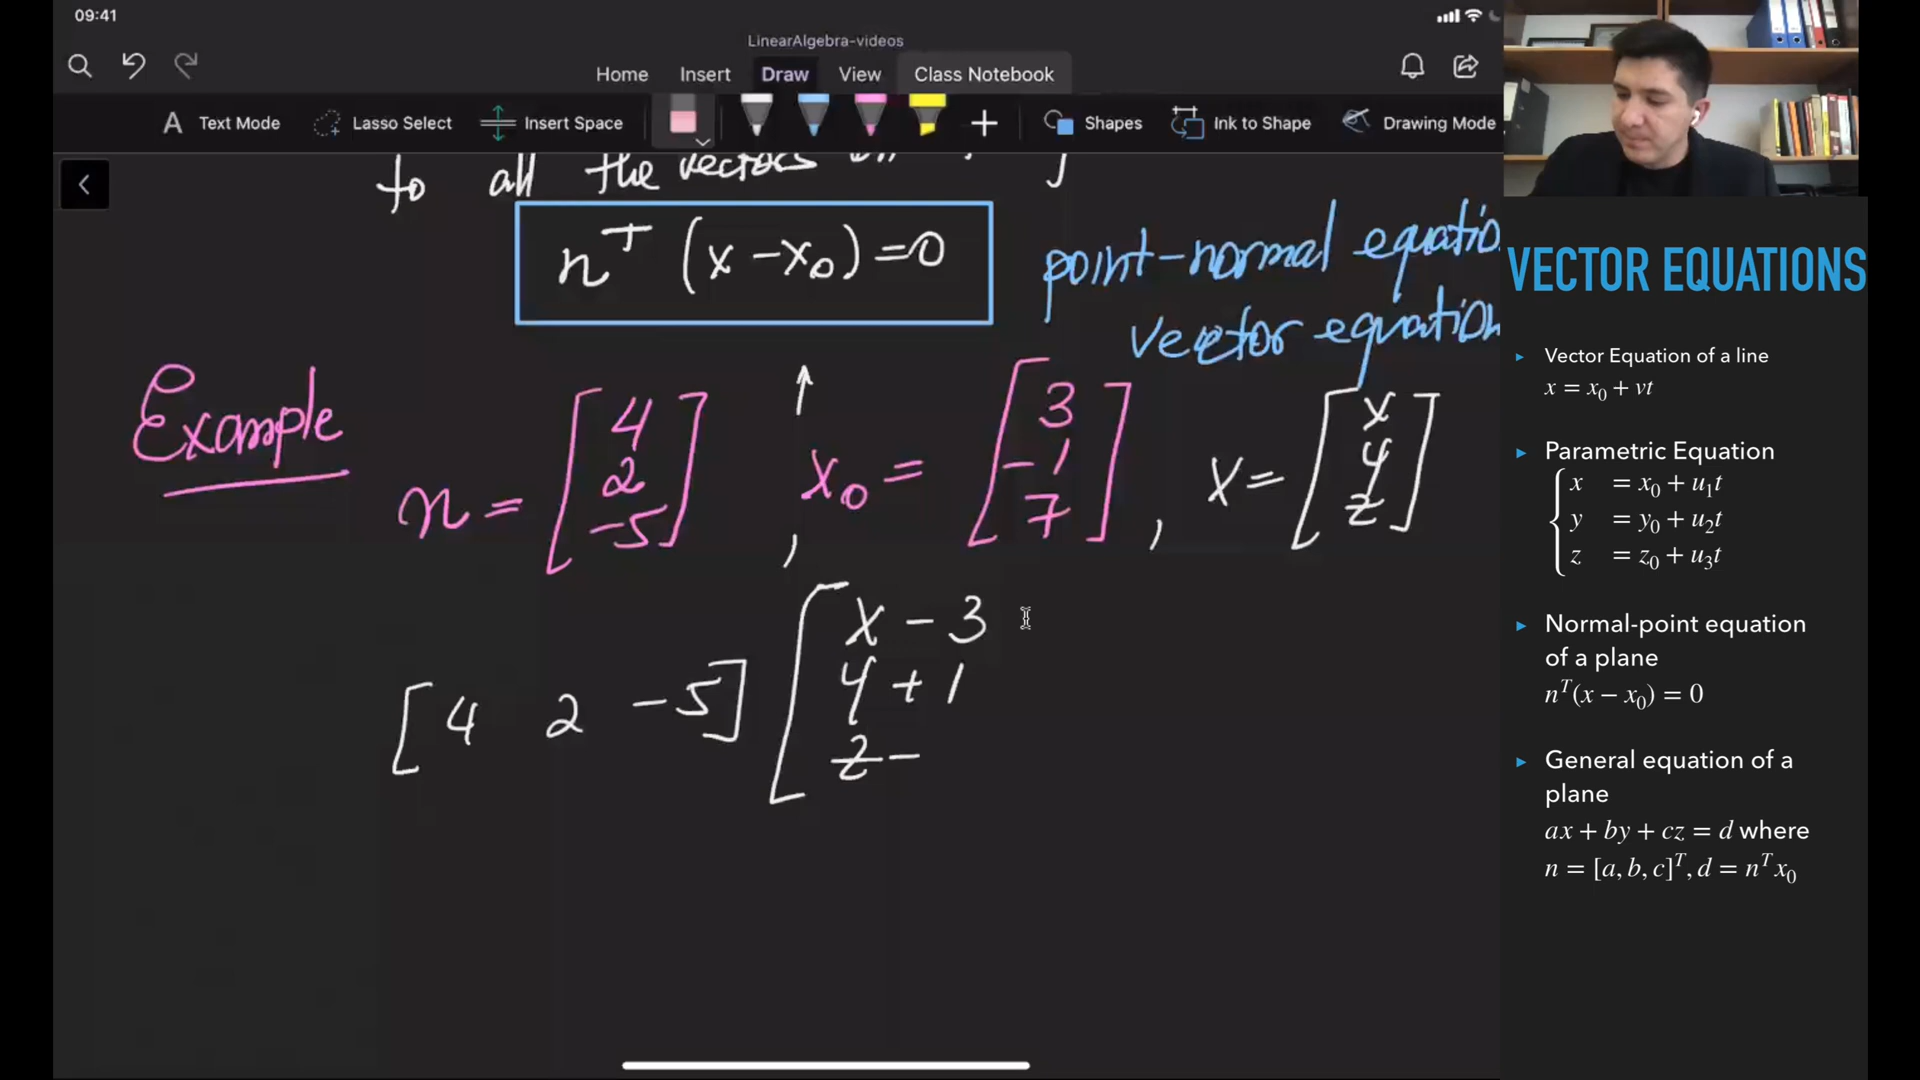 09:41
LinearAlgebra-videos
Home Insert Draw View Class Notebook
Text Mode Lasso Select Insert Space Shapes Ink to Shape Drawing Mode
to all the vectors
nᵀ (x - x₀) = 0
point-normal equatio
vector equation
Example
n = [4 2 -5] , x₀ = [3 -1 7] , x = [x y z]
[4 2 -5] [x - 3
y + 1
z -
VECTOR EQUATIONS
▸ Vector Equation of a line
x = x₀ + vt
▸ Parametric Equation
{ x = x₀ + u₁t
y = y₀ + u₂t
z = z₀ + u₃t
▸ Normal-point equation
of a plane
nᵀ(x − x₀) = 0
▸ General equation of a
plane
ax + by + cz = d where
n = [a, b, c]ᵀ, d = nᵀx₀